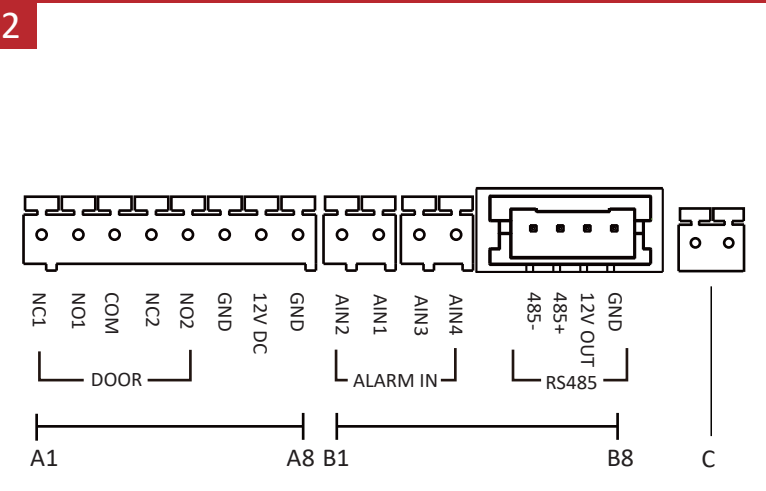 2
NC1 NO1 COM NC2 NO2 GND 12V DC GND AIN2 AIN1 AIN3 AIN4 485- 485+ 12V OUT GND
DOOR ALARM IN RS485
A1 A8 B1 B8 C